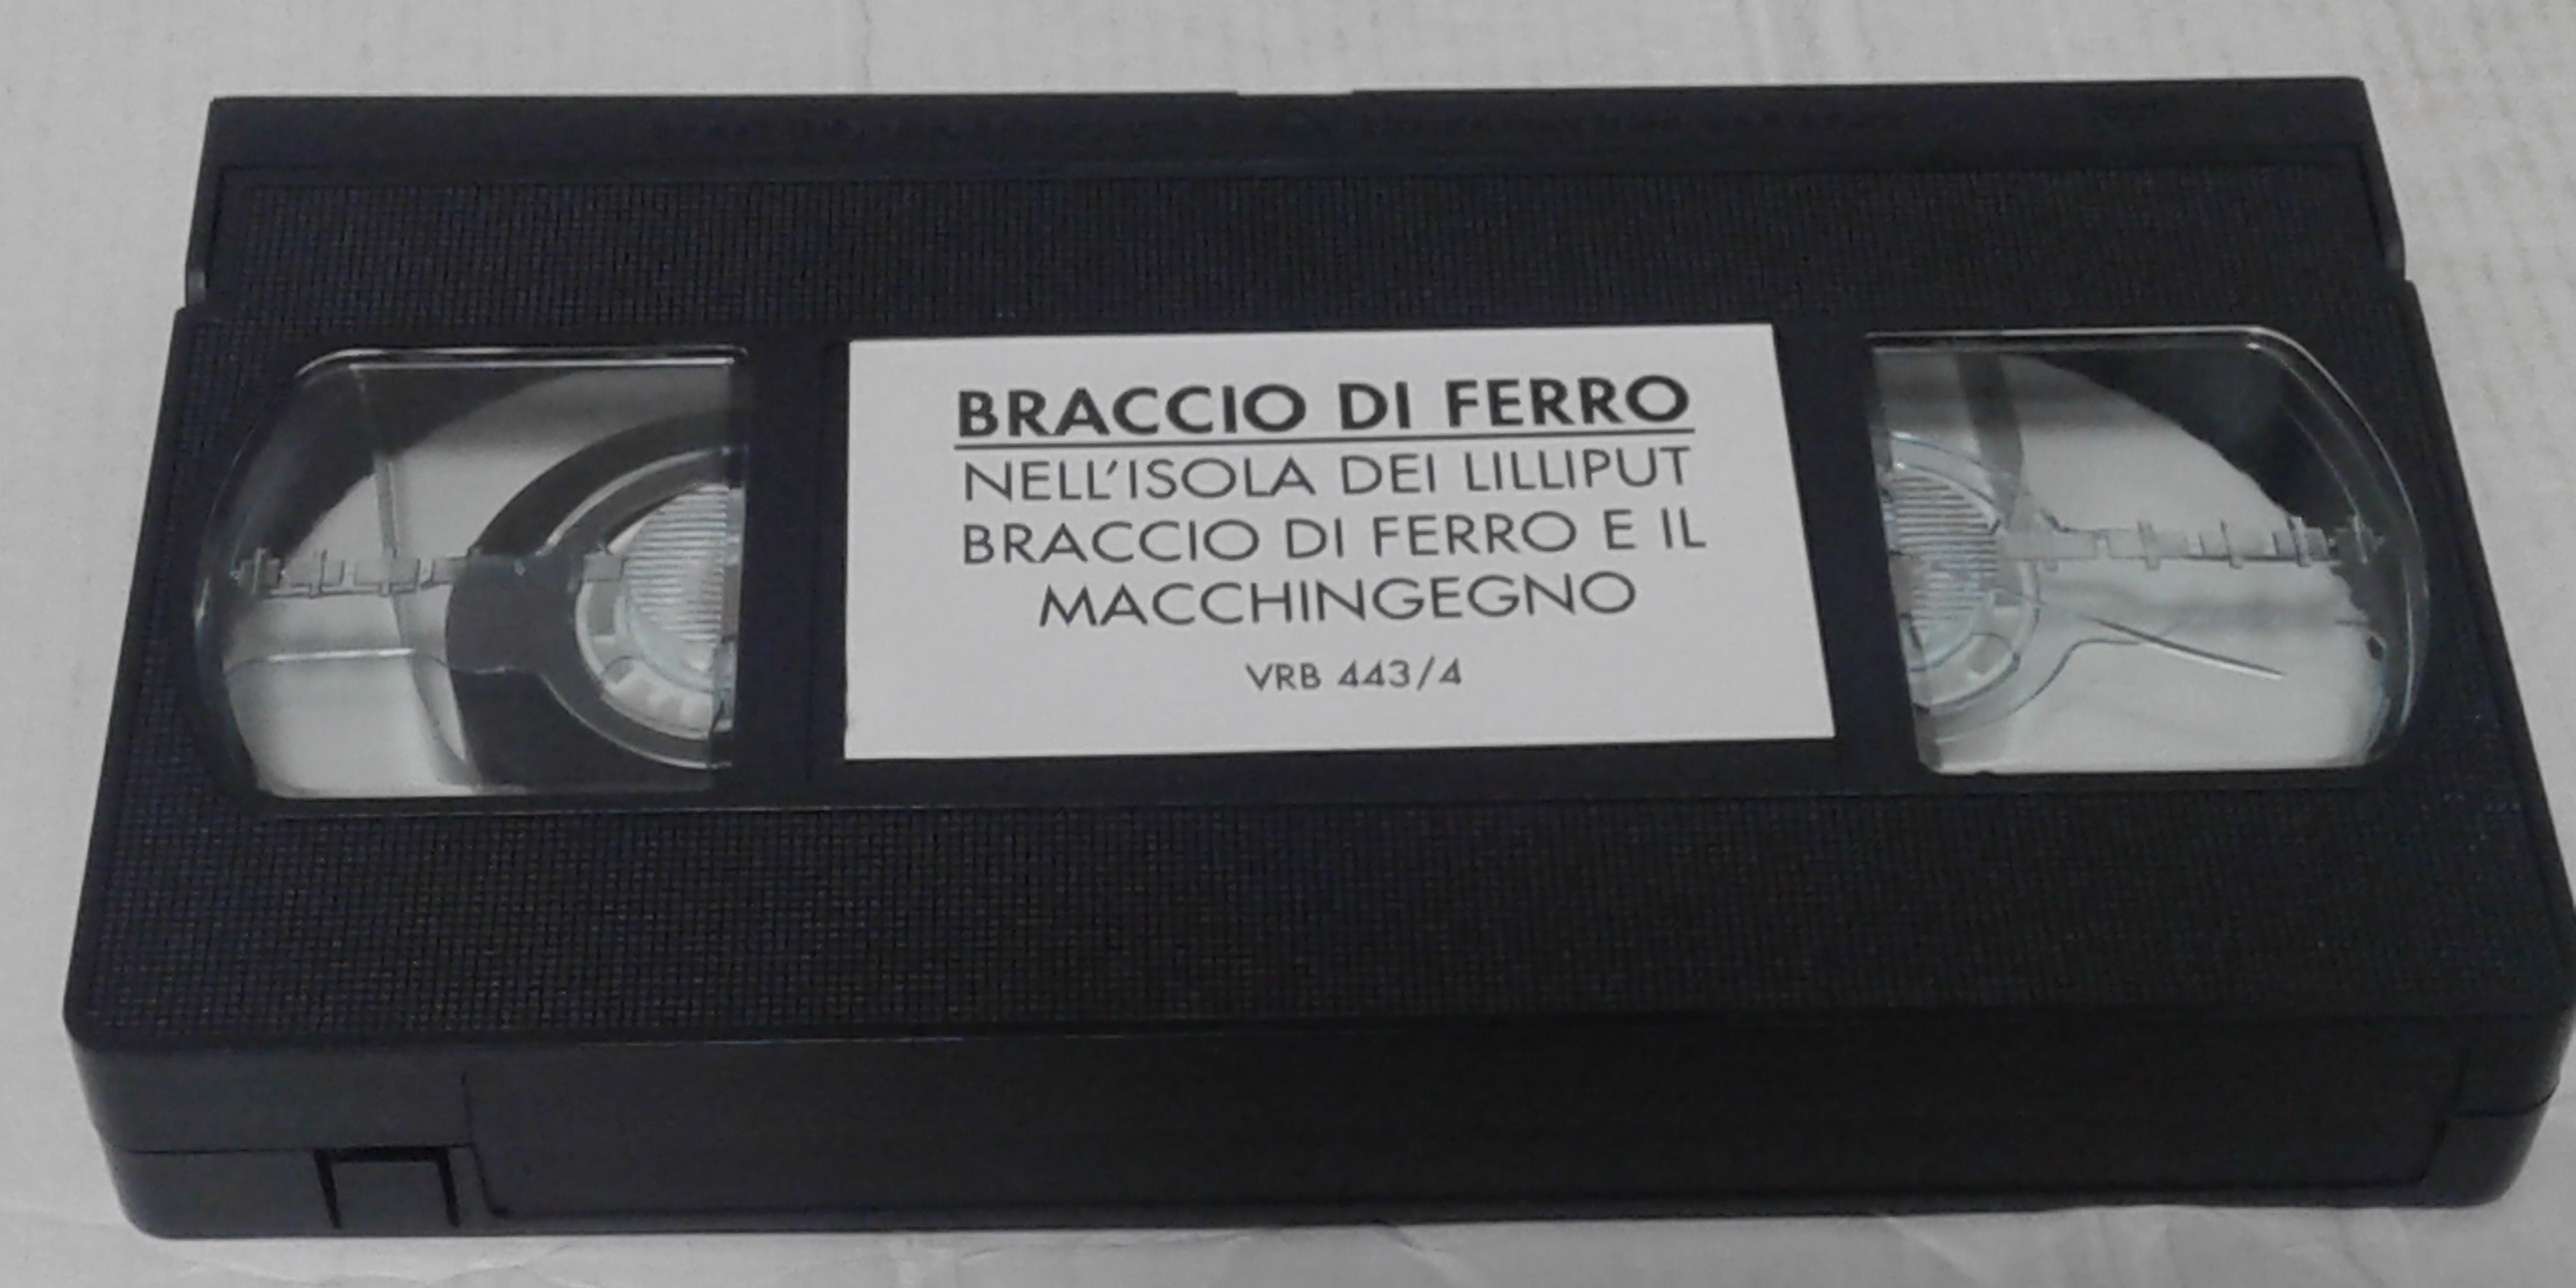 BRACCIO DI FERRO
NELL'ISOLA DEI LILLIPUT
BRACCIO DI FERRO E IL
MACCHINGEGNO
VRB 443/4